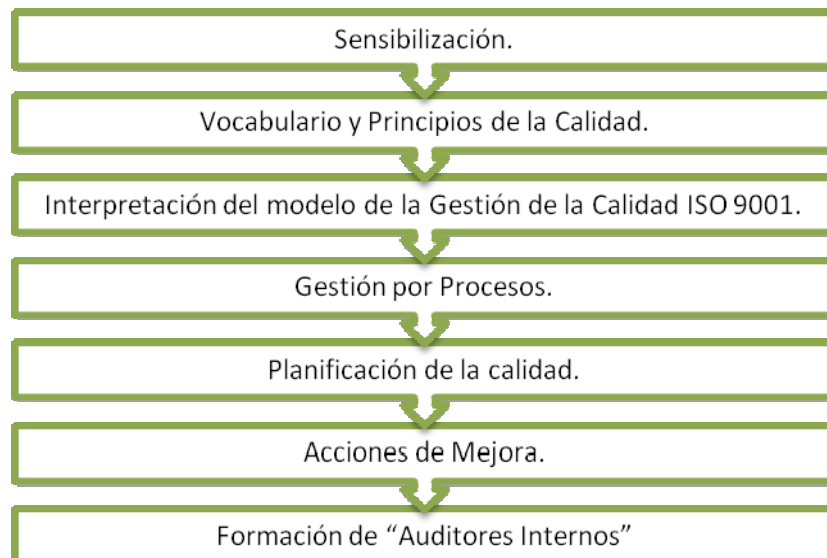 Sensibilización.
Vocabulario y Principios de la Calidad.
Interpretación del modelo de la Gestión de la Calidad ISO 9001.
Gestión por Procesos.
Planificación de la calidad.
Acciones de Mejora.
Formación de “Auditores Internos”